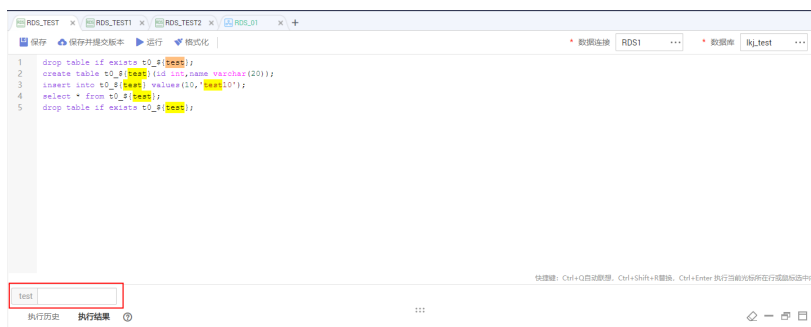 RDS_TEST × RDS_TEST1 × RDS_TEST2 × RDS_01 × +
保存 保存并提交版本 运行 格式化 * 数据连接 RDS1 ... * 数据库 lkj_test ...
1 drop table if exists t0_${test};
2 create table t0_${test}(id int,name varchar(20));
3 insert into t0_${test} values(10,'test10');
4 select * from t0_${test};
5 drop table if exists t0_${test};
快捷键：Ctrl+Q自动联想，Ctrl+Shift+R替换，Ctrl+Enter 执行当前光标所在行或鼠标选中
test
执行历史 执行结果